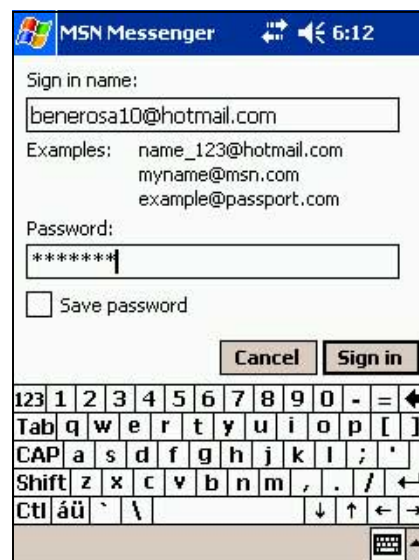 MSN Messenger 6:12
Sign in name:
benerosa10@hotmail.com
Examples: name_123@hotmail.com
myname@msn.com
example@passport.com
Password:
*******
Save password
Cancel Sign in
123 1 2 3 4 5 6 7 8 9 0 - =
Tab q w e r t y u i o p [ ]
CAP a s d f g h j k l ; '
Shift z x c v b n m , . /
Ctl áü ` \